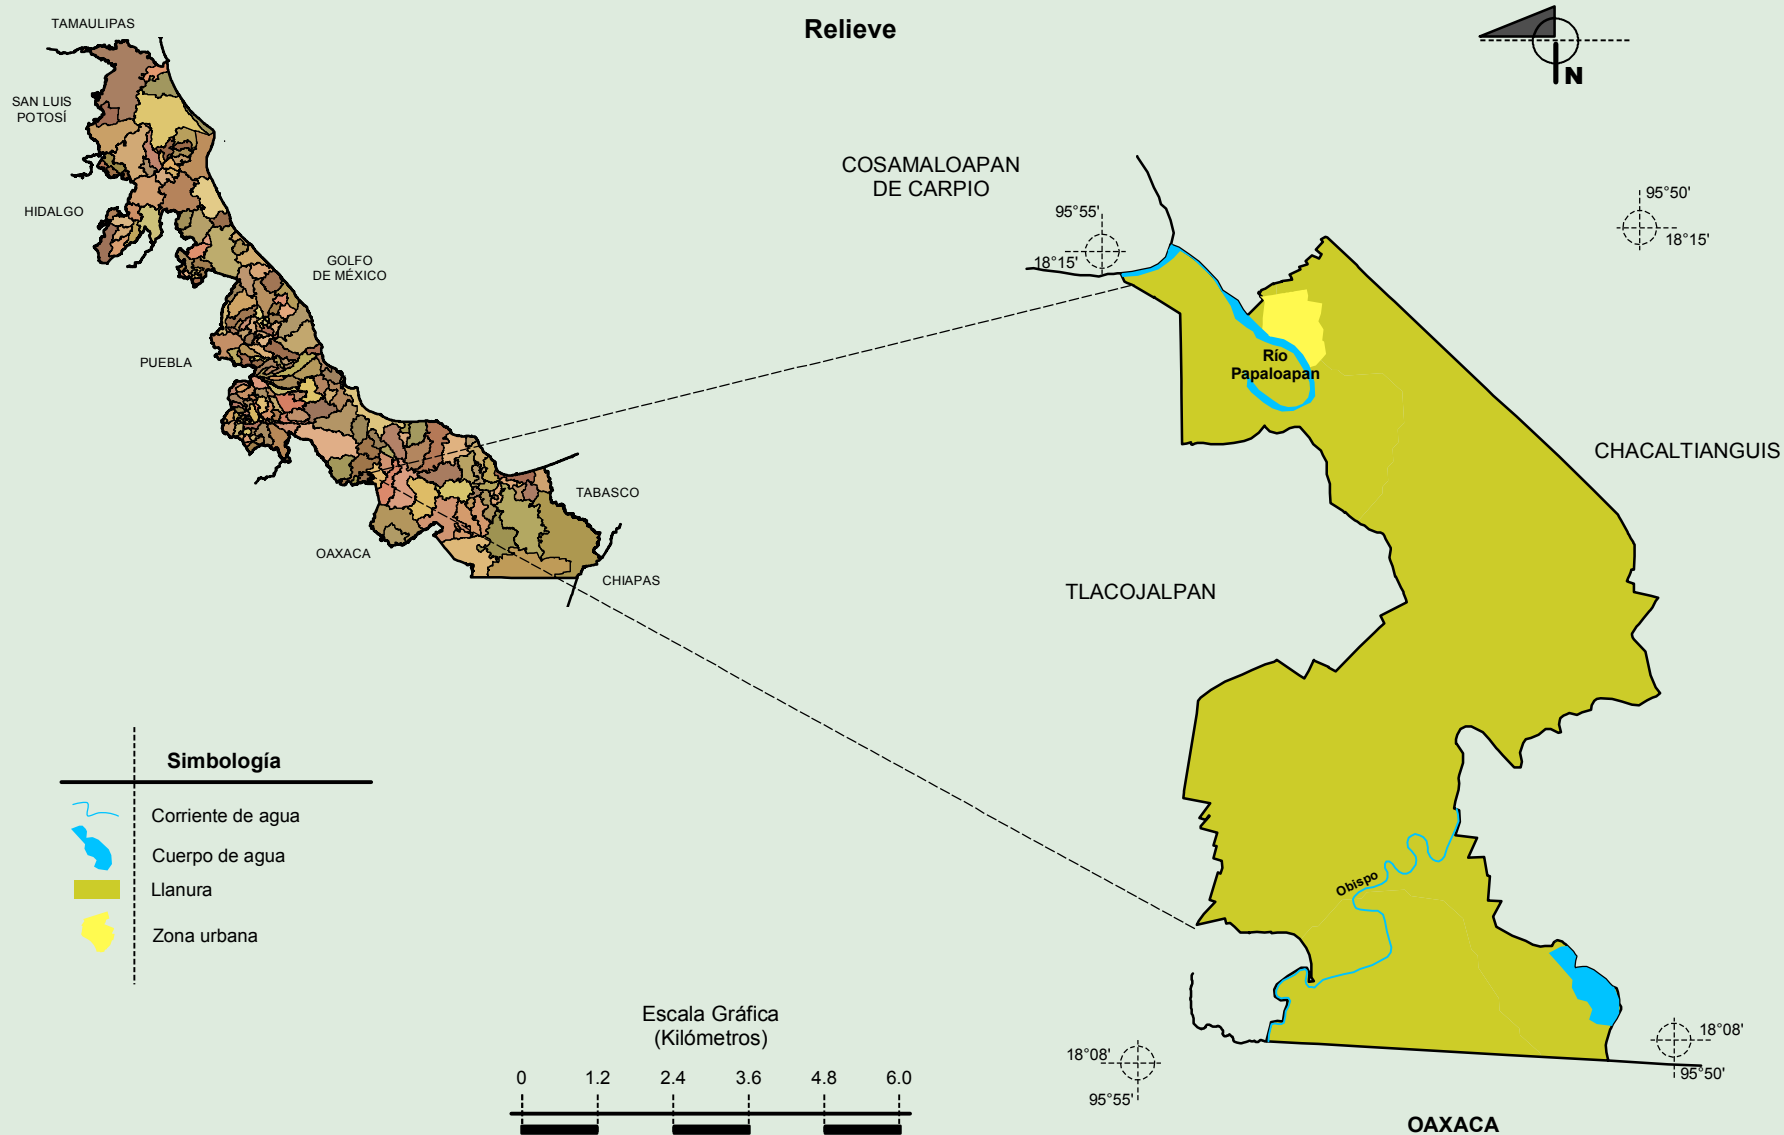 Relieve
N
TAMAULIPAS
SAN LUIS
POTOSÍ
HIDALGO
GOLFO
DE MÉXICO
PUEBLA
TABASCO
OAXACA
CHIAPAS
COSAMALOAPAN
DE CARPIO
95°55'
18°15'
95°50'
18°15'
Río
Papaloapan
CHACALTIANGUIS
TLACOJALPAN
Obispo
18°08'
95°55'
18°08'
95°50'
OAXACA
Simbología
Corriente de agua
Cuerpo de agua
Llanura
Zona urbana
Escala Gráfica
(Kilómetros)
0 1.2 2.4 3.6 4.8 6.0